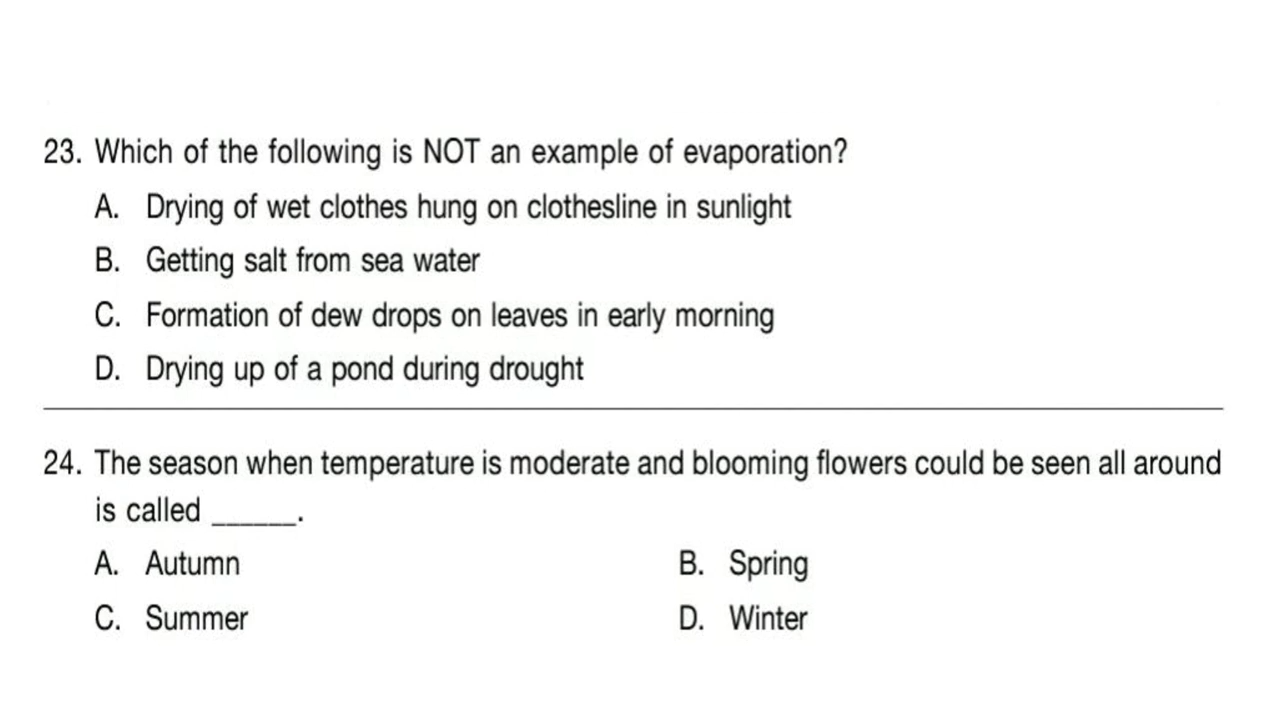 23. Which of the following is NOT an example of evaporation?
A. Drying of wet clothes hung on clothesline in sunlight
B. Getting salt from sea water
C. Formation of dew drops on leaves in early morning
D. Drying up of a pond during drought
24. The season when temperature is moderate and blooming flowers could be seen all around
is called ______.
A. Autumn B. Spring
C. Summer D. Winter